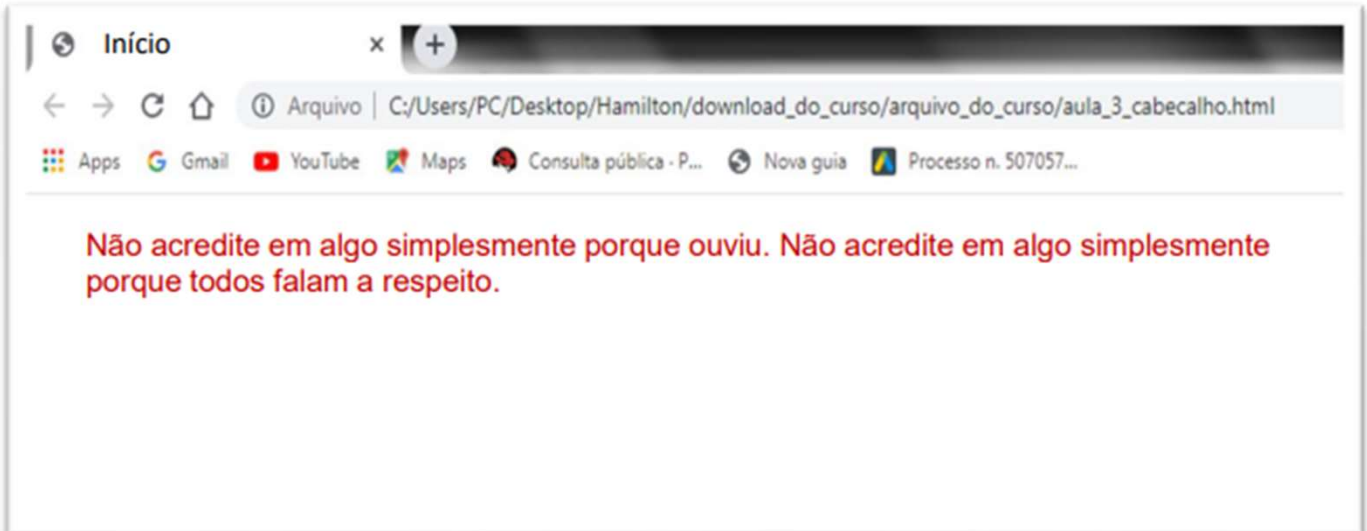 Início × +
Arquivo | C:/Users/PC/Desktop/Hamilton/download_do_curso/arquivo_do_curso/aula_3_cabecalho.html
Apps Gmail YouTube Maps Consulta pública - P... Nova guia Processo n. 507057...
Não acredite em algo simplesmente porque ouviu. Não acredite em algo simplesmente
porque todos falam a respeito.